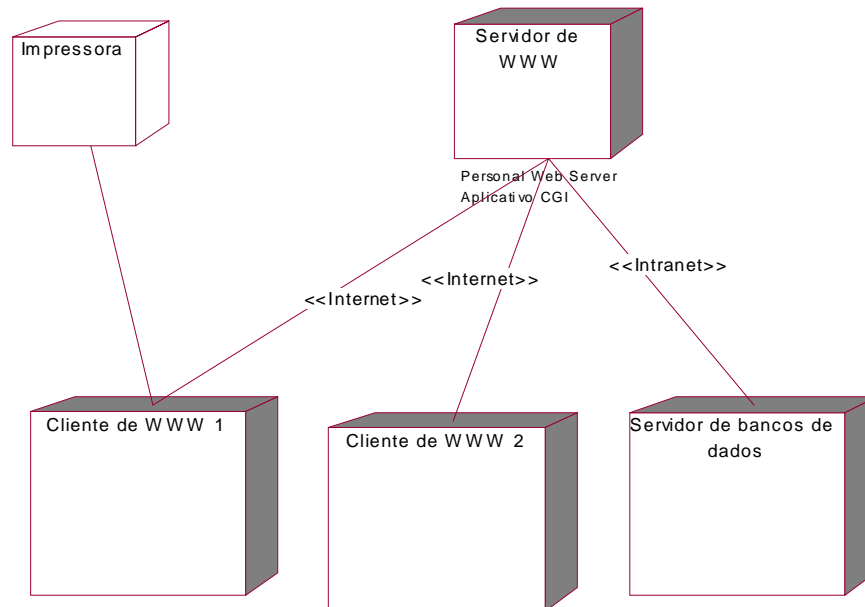 Impressora
Servidor de
WWW
Personal Web Server
Aplicativo CGI
<<Internet>>
<<Internet>>
<<Intranet>>
Cliente de WWW 1
Cliente de WWW 2
Servidor de bancos de
dados